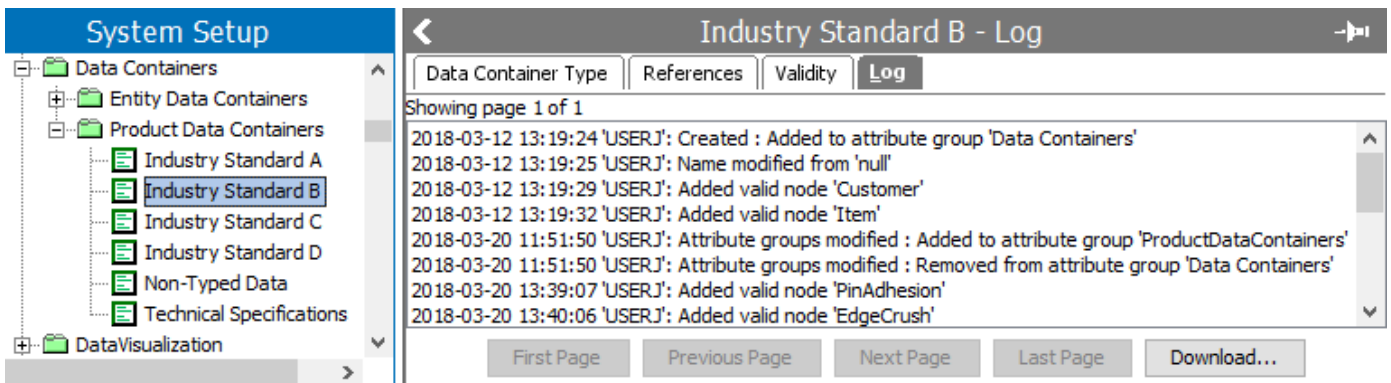 System Setup
Data Containers
Entity Data Containers
Product Data Containers
Industry Standard A
Industry Standard B
Industry Standard C
Industry Standard D
Non-Typed Data
Technical Specifications
DataVisualization
Industry Standard B - Log
Data Container Type References Validity Log
Showing page 1 of 1
2018-03-12 13:19:24 'USERJ': Created : Added to attribute group 'Data Containers'
2018-03-12 13:19:25 'USERJ': Name modified from 'null'
2018-03-12 13:19:29 'USERJ': Added valid node 'Customer'
2018-03-12 13:19:32 'USERJ': Added valid node 'Item'
2018-03-20 11:51:50 'USERJ': Attribute groups modified : Added to attribute group 'ProductDataContainers'
2018-03-20 11:51:50 'USERJ': Attribute groups modified : Removed from attribute group 'Data Containers'
2018-03-20 13:39:07 'USERJ': Added valid node 'PinAdhesion'
2018-03-20 13:40:06 'USERJ': Added valid node 'EdgeCrush'
First Page Previous Page Next Page Last Page Download...